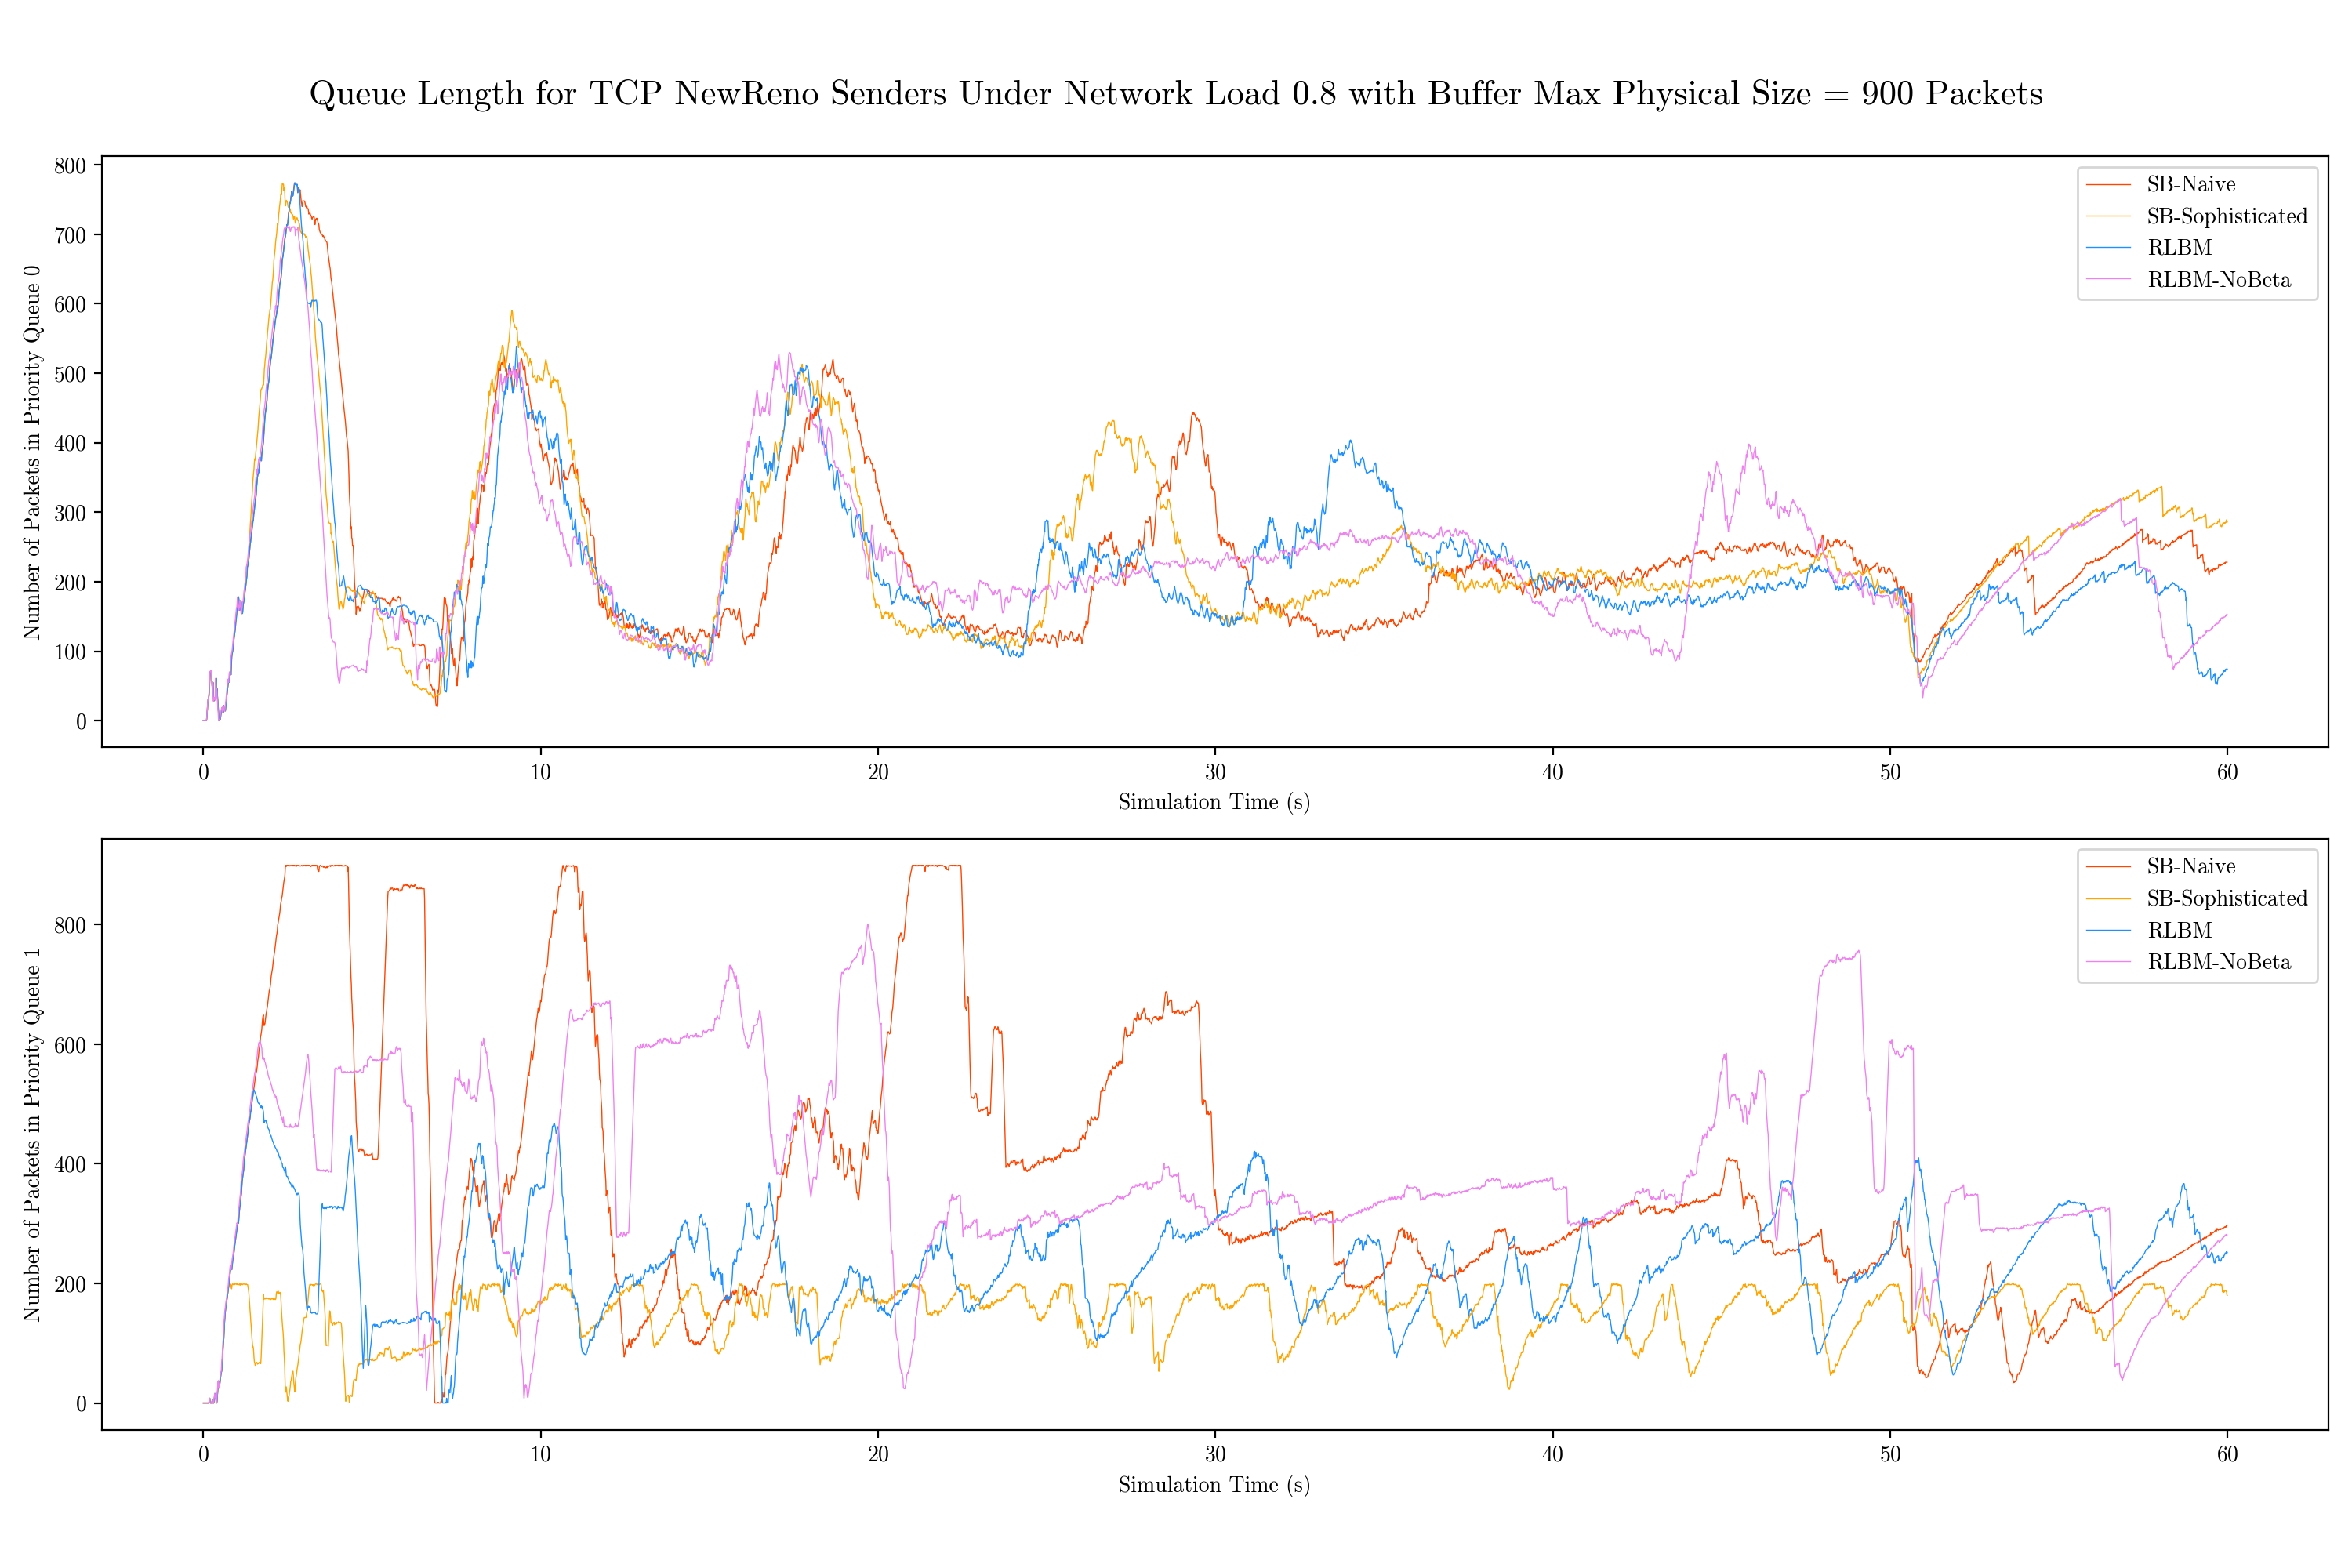 Queue Length for TCP NewReno Senders Under Network Load 0.8 with Buffer Max Physical Size = 900 Packets
Number of Packets in Priority Queue 0
800
700
600
500
400
300
200
100
0
SB-Naive
SB-Sophisticated
RLBM
RLBM-NoBeta
0 10 20 30 40 50 60
Simulation Time (s)
Number of Packets in Priority Queue 1
800
600
400
200
0
SB-Naive
SB-Sophisticated
RLBM
RLBM-NoBeta
0 10 20 30 40 50 60
Simulation Time (s)